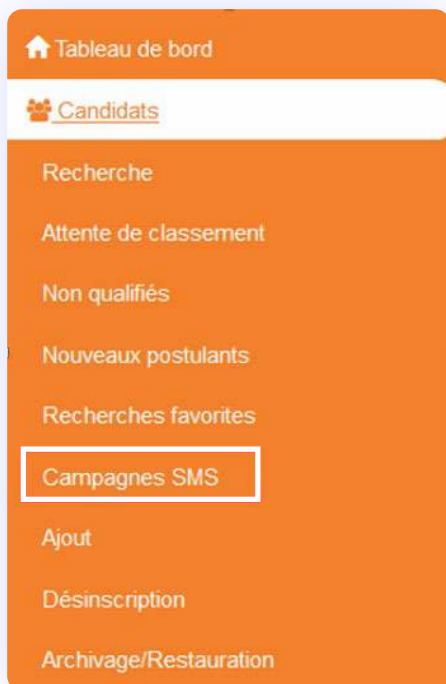 Tableau de bord
Candidats
Recherche
Attente de classement
Non qualifiés
Nouveaux postulants
Recherches favorites
Campagnes SMS
Ajout
Désinscription
Archivage/Restauration